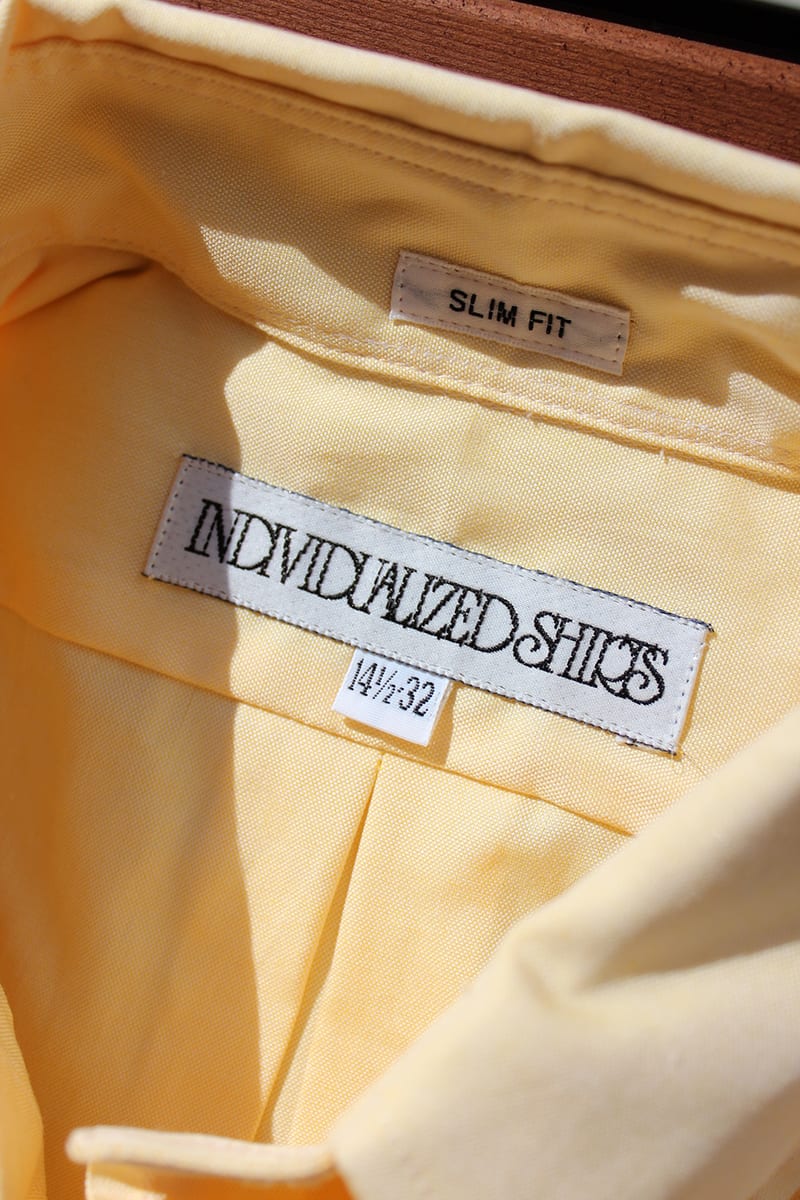 SLIM FIT
INDIVIDUALIZED SHIRTS
14½-32